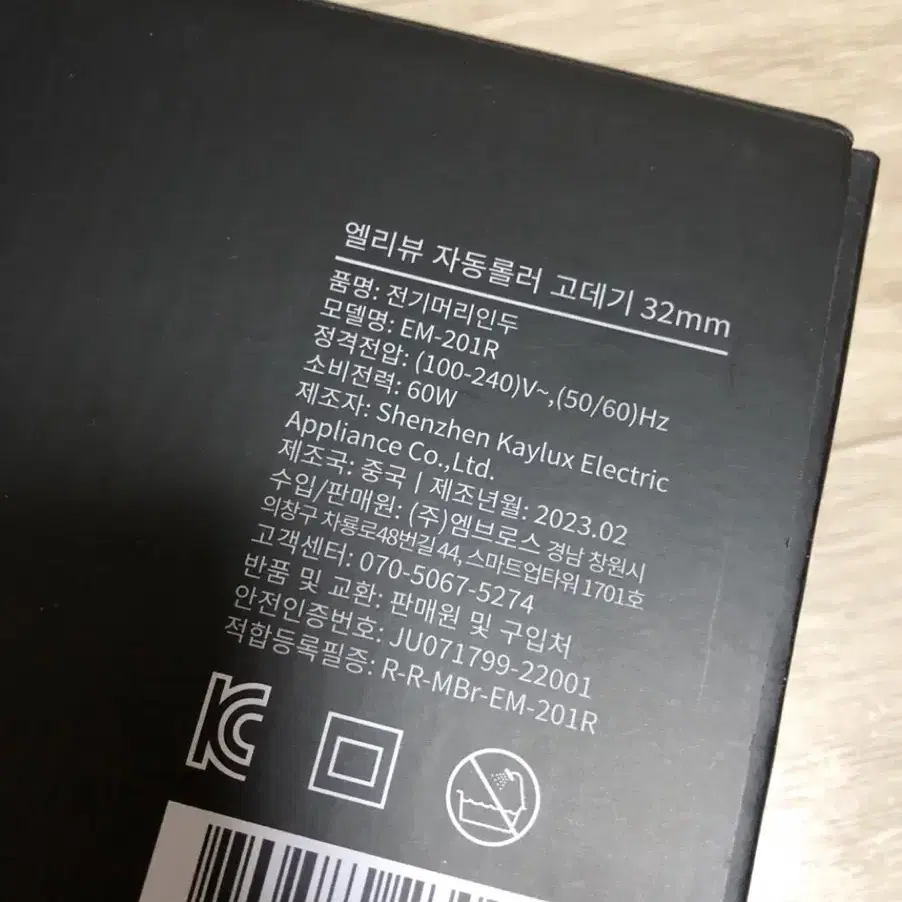 엘리뷰 자동롤러 고데기 32mm
품명: 전기머리인두
모델명: EM-201R
정격전압: (100-240)V~,(50/60)Hz
소비전력: 60W
제조자: Shenzhen Kaylux Electric
Appliance Co.,Ltd.
제조국: 중국 | 제조년월: 2023.02
수입/판매원: (주)엠브로스 경남 창원시
의창구 차룡로48번길 44, 스마트업타워 1701호
고객센터: 070-5067-5274
반품 및 교환: 판매원 및 구입처
안전인증번호: JU071799-22001
적합등록필증: R-R-MBr-EM-201R